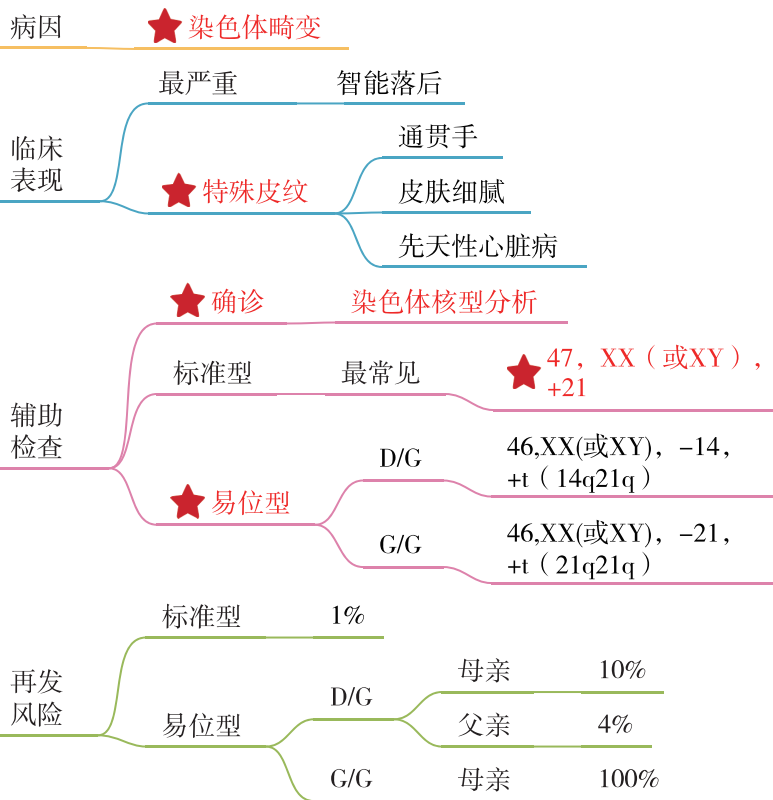 病因
染色体畸变
最严重
智能落后
临床
表现
特殊皮纹
通贯手
皮肤细腻
先天性心脏病
确诊
染色体核型分析
标准型
最常见
47，XX（或XY），
+21
辅助
检查
易位型
D/G
46,XX(或XY)，-14，
+t（14q21q）
G/G
46,XX(或XY)，-21，
+t（21q21q）
再发
风险
标准型
1%
易位型
D/G
母亲
10%
父亲
4%
G/G
母亲
100%